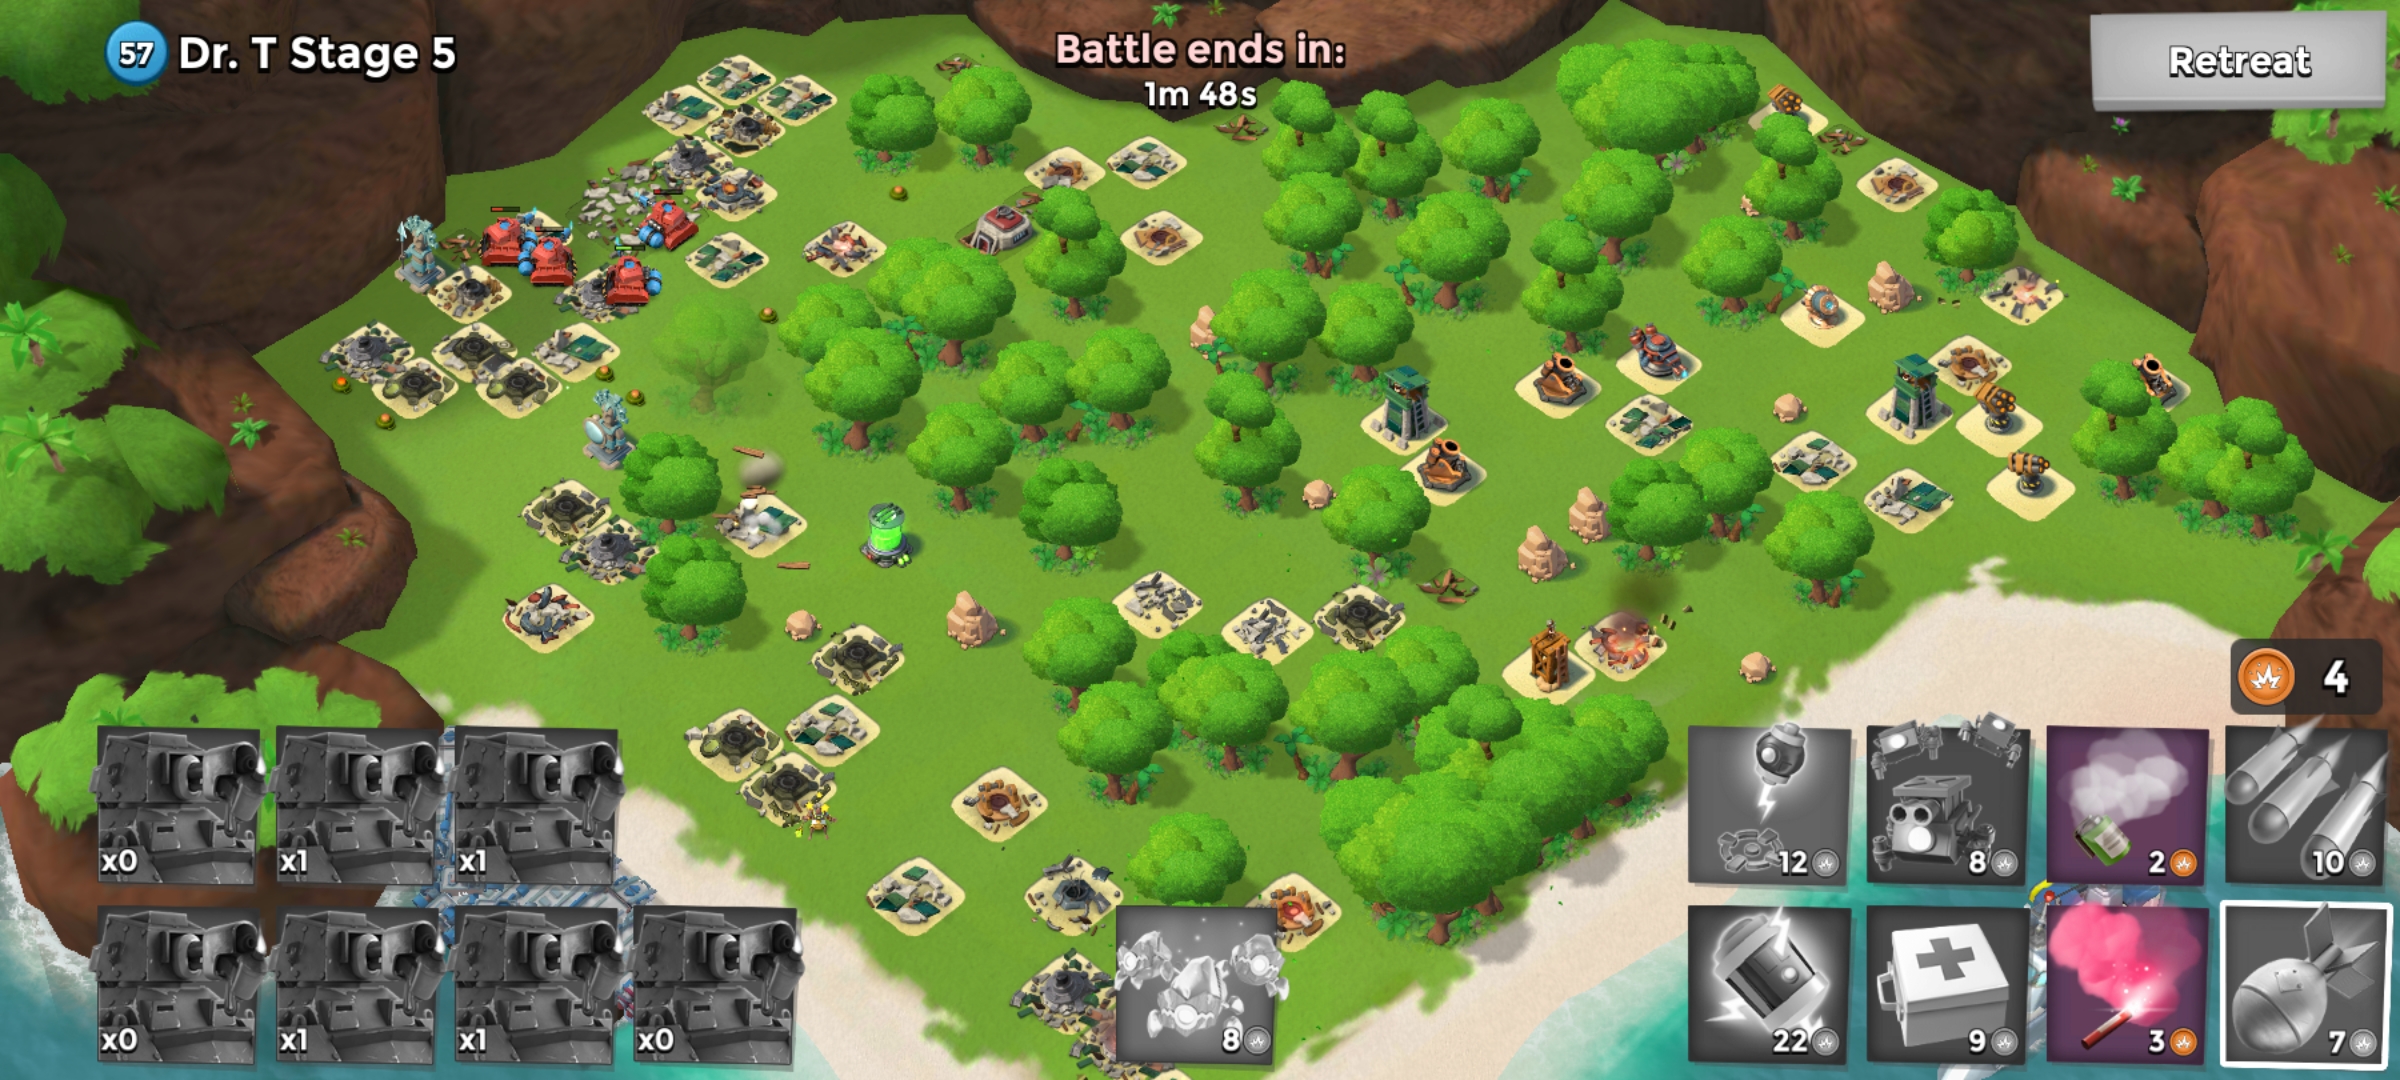 57 Dr. T Stage 5
Battle ends in:
1m 48s
Retreat
4
x0
x1
x1
12
8
2
10
x0
x1
x1
x0
8
22
9
3
7